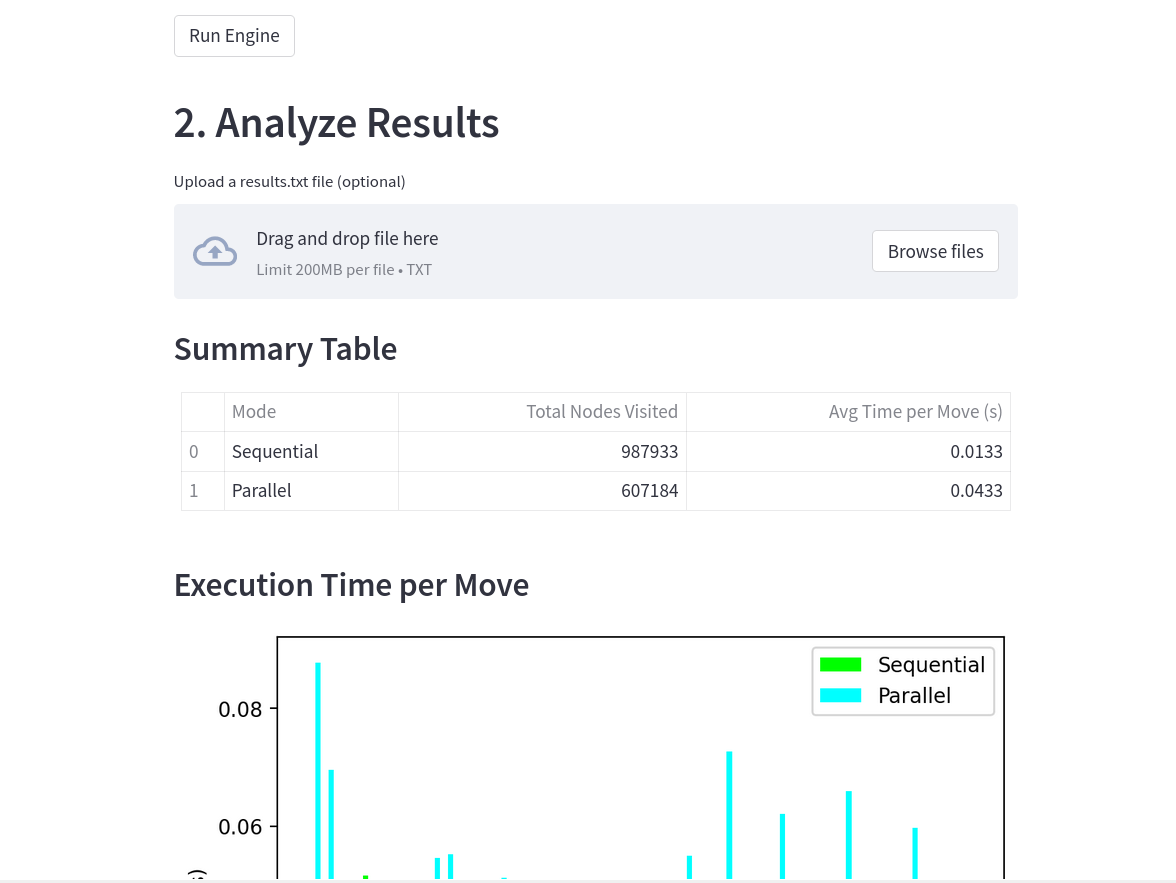 Run Engine
2. Analyze Results
Upload a results.txt file (optional)
Drag and drop file here
Limit 200MB per file • TXT
Browse files
Summary Table
Mode Total Nodes Visited Avg Time per Move (s)
0 Sequential 987933 0.0133
1 Parallel 607184 0.0433
Execution Time per Move
Sequential
Parallel
0.08
0.06